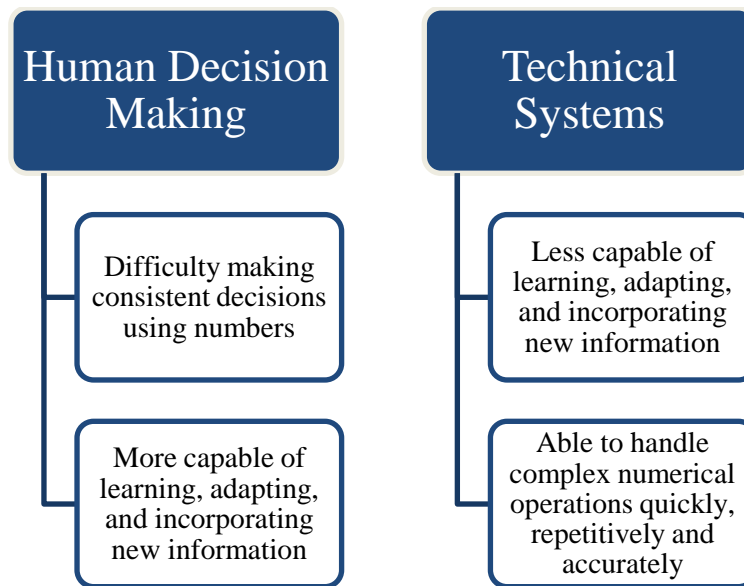 Human Decision
Making
Difficulty making
consistent decisions
using numbers
More capable of
learning, adapting,
and incorporating
new information
Technical
Systems
Less capable of
learning, adapting,
and incorporating
new information
Able to handle
complex numerical
operations quickly,
repetitively and
accurately